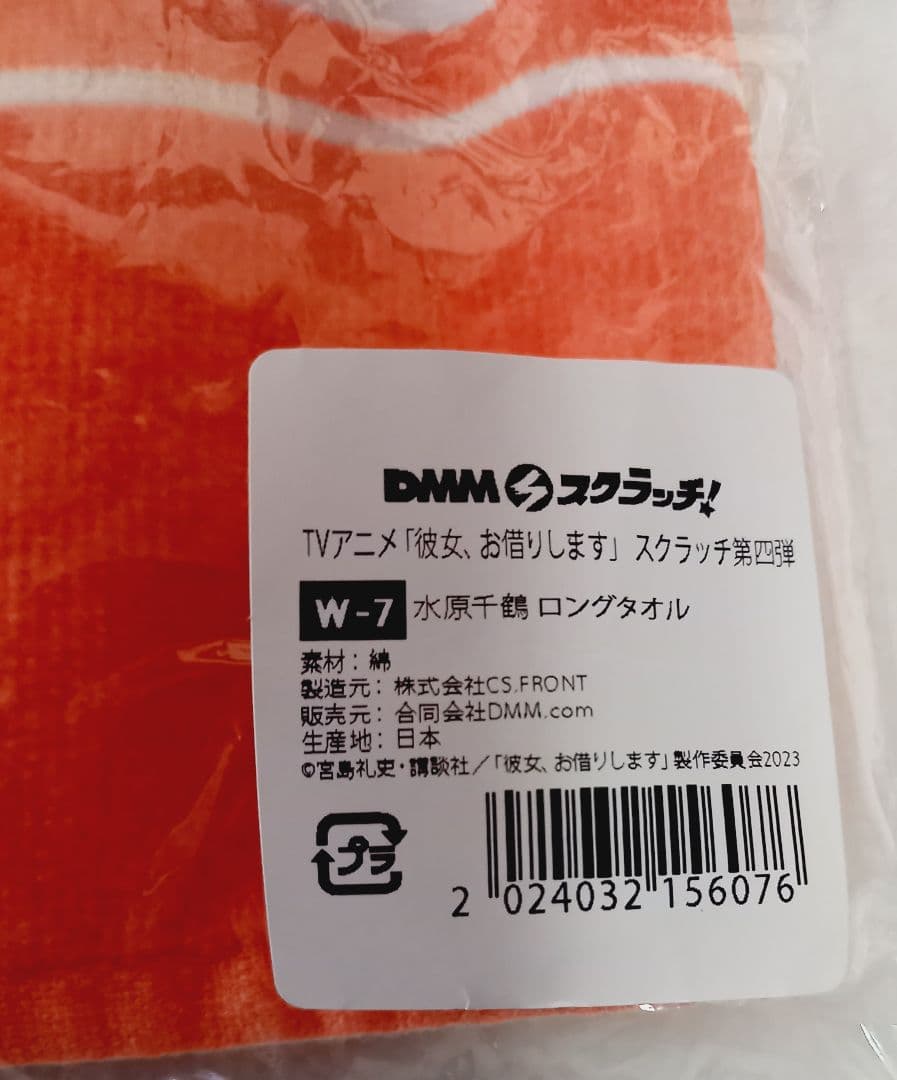 DMMスクラッチ!
TVアニメ「彼女、お借りします」 スクラッチ第四弾
W-7 水原千鶴 ロングタオル
素材：綿
製造元：株式会社CS.FRONT
販売元：合同会社DMM.com
生産地：日本
©宮島礼吏・講談社／「彼女、お借りします」製作委員会2023
プラ
2 024032 156076